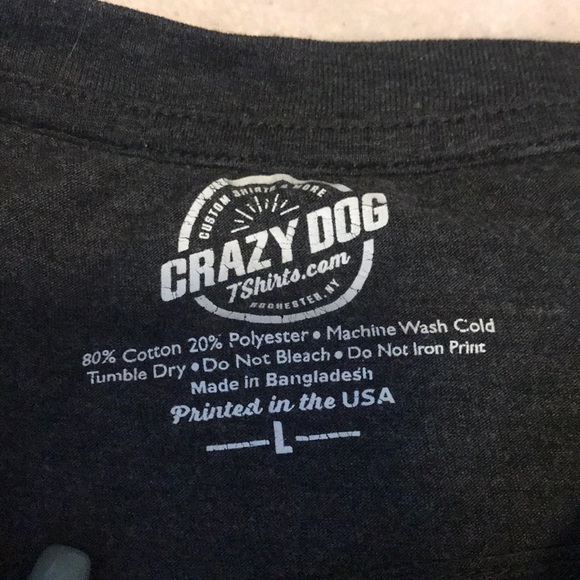 CUSTOM SHIRTS & MORE
CRAZY DOG
TShirts.com
ROCHESTER, NY
80% Cotton 20% Polyester • Machine Wash Cold
Tumble Dry • Do Not Bleach • Do Not Iron Print
Made in Bangladesh
Printed in the USA
L